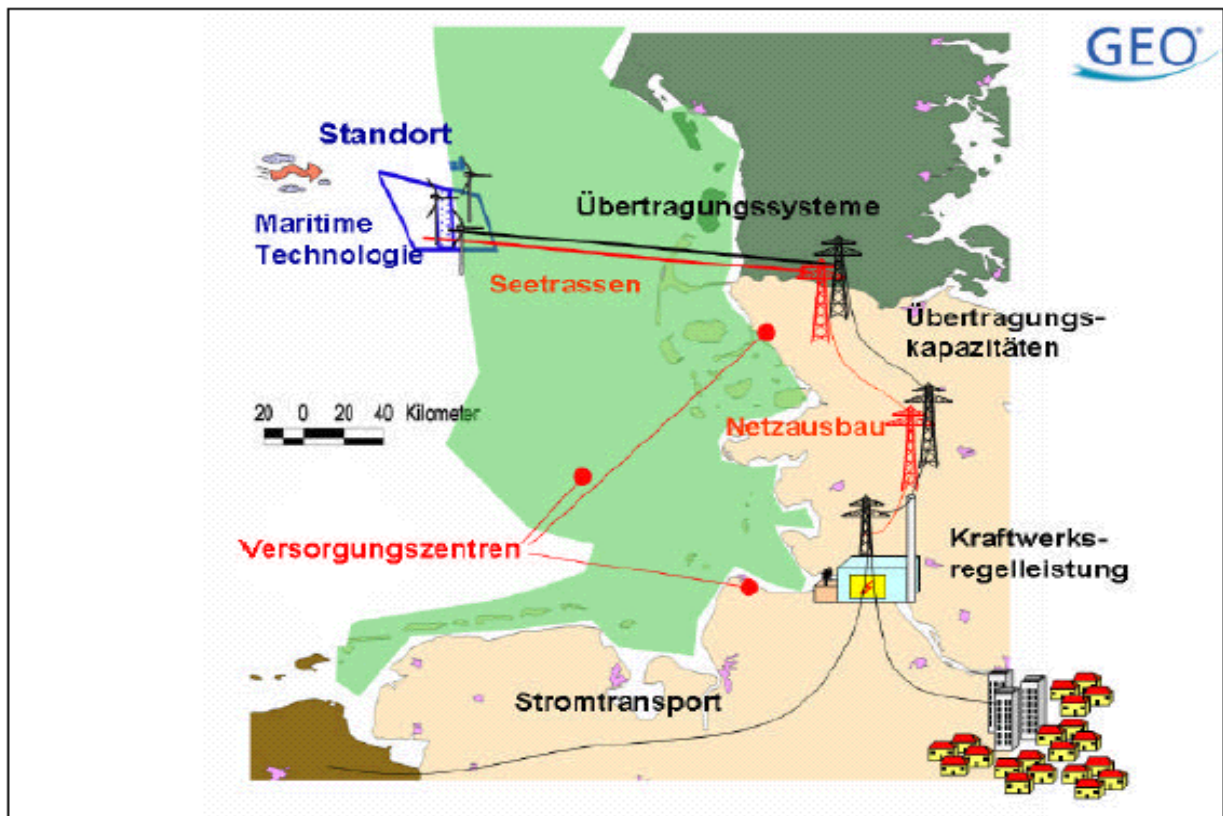 GEO®
Standort
Maritime
Technologie
Übertragungssysteme
Seetrassen
Übertragungs-
kapazitäten
20 0 20 40 Kilometer
Netzausbau
Versorgungszentren
Kraftwerks-
regelleistung
Stromtransport